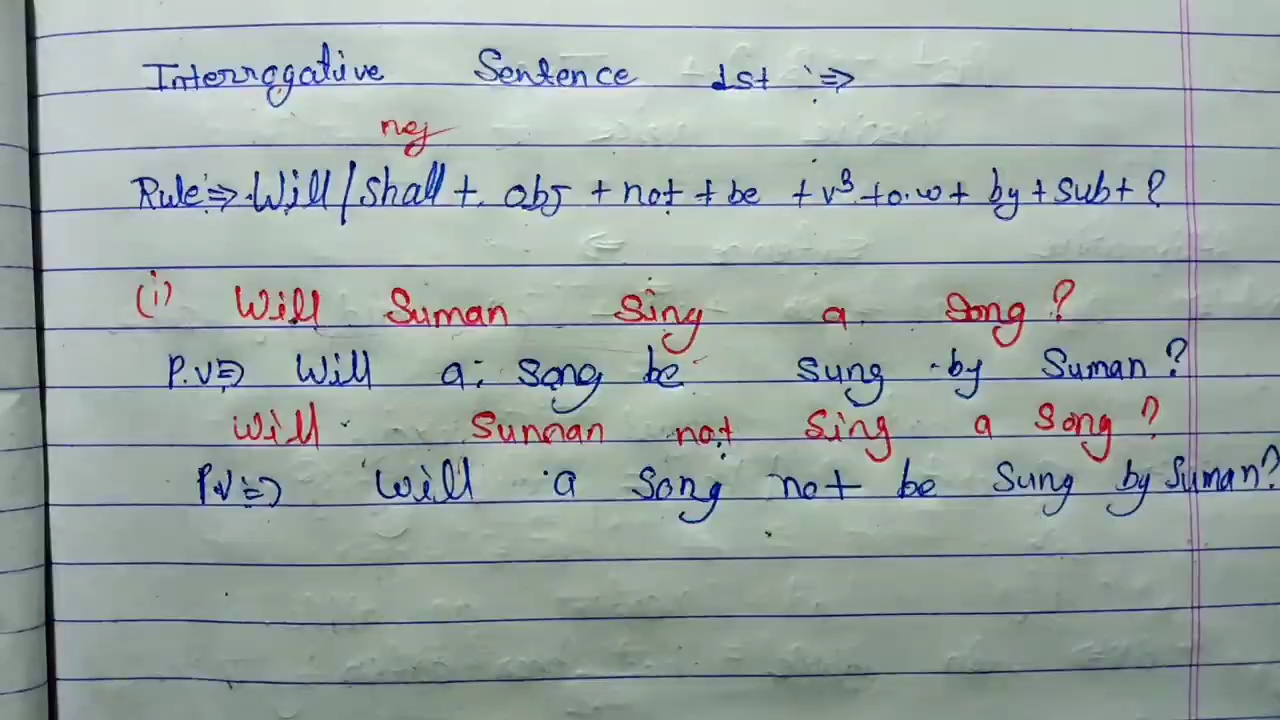 Interrogative Sentence 1st :⇒
neg
Rule:⇒ Will/Shall + obj + not + be + v³ + o.w + by + sub + ?
(i) Will Suman Sing a Song?
P.V⇒ Will a song be sung by Suman?
Will Suman not Sing a Song?
P.V⇒ Will a Song not be Sung by Suman?